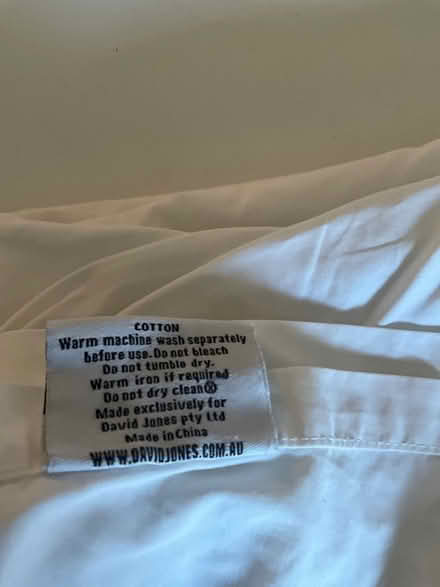 COTTON
Warm machine wash separately
before use. Do not bleach
Do not tumble dry.
Warm iron if required
Do not dry clean Ⓧ
Made exclusively for
David Jones pty Ltd
Made in China
WWW.DAVIDJONES.COM.AU